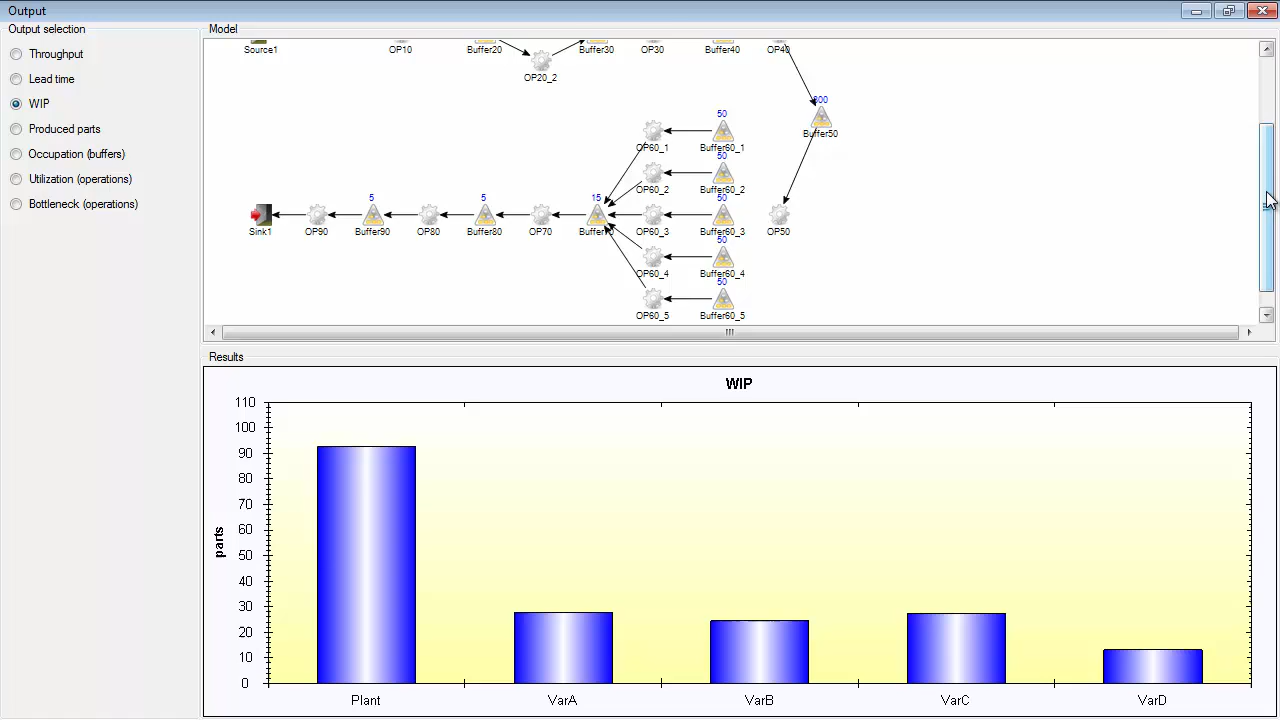 Output
Output selection
Throughput
Lead time
WIP
Produced parts
Occupation (buffers)
Utilization (operations)
Bottleneck (operations)
Model
Source1 OP10 Buffer20 Buffer30 OP30 Buffer40 OP40
OP20_2
Buffer50
50
OP60_1 Buffer60_1
50
OP60_2 Buffer60_2
5 5 15 50
Sink1 OP90 Buffer90 OP80 Buffer80 OP70 OP60_3 Buffer60_3 OP50
50
OP60_4 Buffer60_4
50
OP60_5 Buffer60_5
Results
WIP
parts
110
100
90
80
70
60
50
40
30
20
10
0
Plant VarA VarB VarC VarD